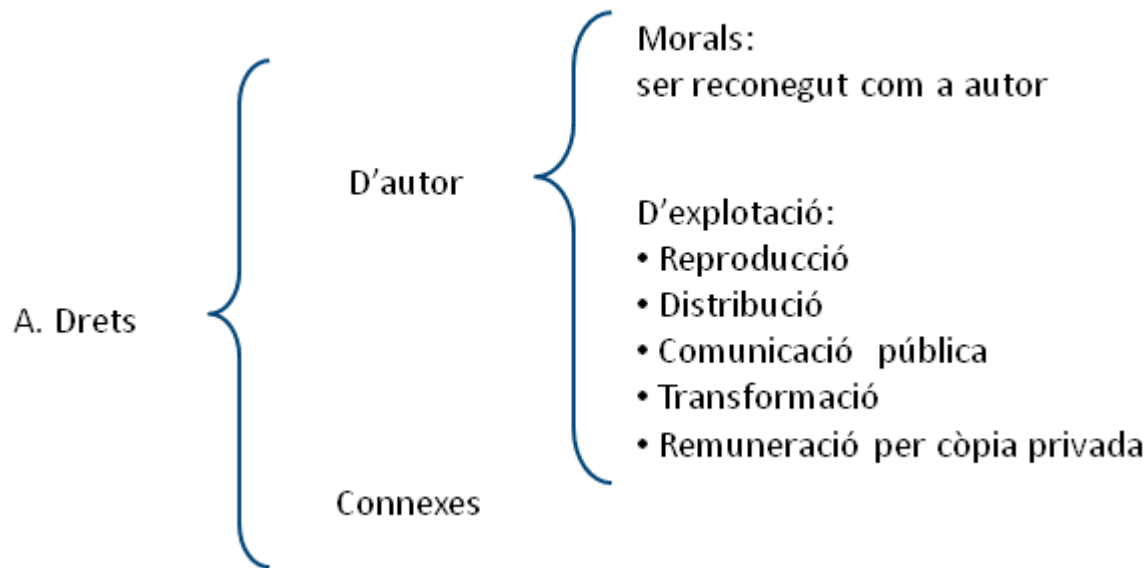 Morals:
ser reconegut com a autor
D'autor
D'explotació:
• Reproducció
• Distribució
• Comunicació pública
• Transformació
• Remuneració per còpia privada
A. Drets
Connexes